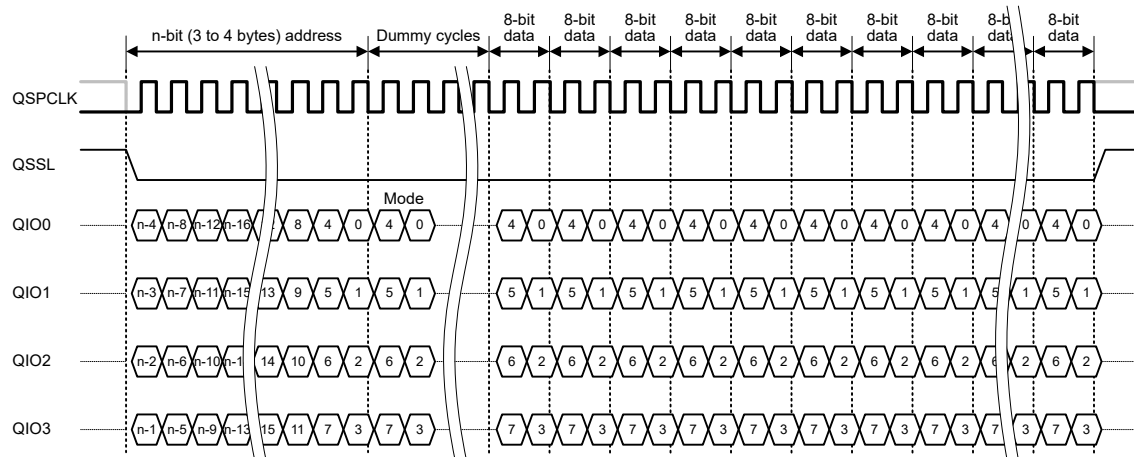 8-bit 8-bit 8-bit 8-bit 8-bit 8-bit 8-bit 8-bit 8-bit 8-bit
n-bit (3 to 4 bytes) address Dummy cycles data data data data data data data data data data
QSPCLK
QSSL
Mode
QIO0 n-4 n-8 n-12 n-16 8 4 0 4 0 4 0 4 0 4 0 4 0 4 0 4 0 4 0 4 0 4 0 4 0
QIO1 n-3 n-7 n-11 n-15 13 9 5 1 5 1 5 1 5 1 5 1 5 1 5 1 5 1 5 1 5 1 5 1 5 1
QIO2 n-2 n-6 n-10 14 10 6 2 6 2 6 2 6 2 6 2 6 2 6 2 6 2 6 2 6 2 6 2 6 2
QIO3 n-1 n-5 n-9 n-13 15 11 7 3 7 3 7 3 7 3 7 3 7 3 7 3 7 3 7 3 7 3 7 3 7 3